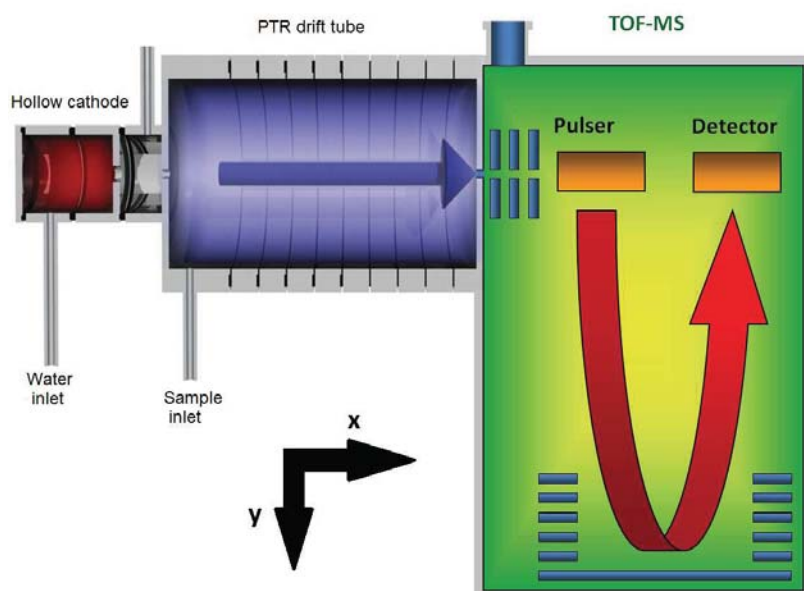 PTR drift tube
TOF-MS
Hollow cathode
Pulser
Detector
Water
inlet
Sample
inlet
x
y